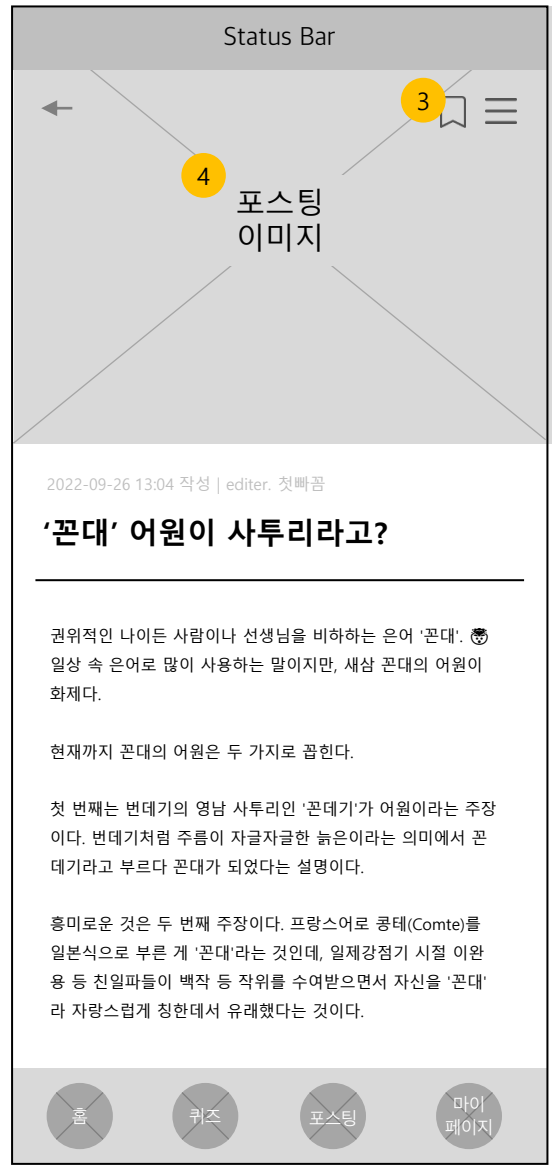 Status Bar
3
4
포스팅
이미지
2022-09-26 13:04 작성 | editer. 첫빠꼼
‘꼰대’ 어원이 사투리라고?
권위적인 나이든 사람이나 선생님을 비하하는 은어 '꼰대'. 🤯
일상 속 은어로 많이 사용하는 말이지만, 새삼 꼰대의 어원이
화제다.
현재까지 꼰대의 어원은 두 가지로 꼽힌다.
첫 번째는 번데기의 영남 사투리인 '꼰데기'가 어원이라는 주장
이다. 번데기처럼 주름이 자글자글한 늙은이라는 의미에서 꼰
데기라고 부르다 꼰대가 되었다는 설명이다.
흥미로운 것은 두 번째 주장이다. 프랑스어로 콩테(Comte)를
일본식으로 부른 게 '꼰대'라는 것인데, 일제강점기 시절 이완
용 등 친일파들이 백작 등 작위를 수여받으면서 자신을 '꼰대'
라 자랑스럽게 칭한데서 유래했다는 것이다.
홈
퀴즈
포스팅
마이
페이지